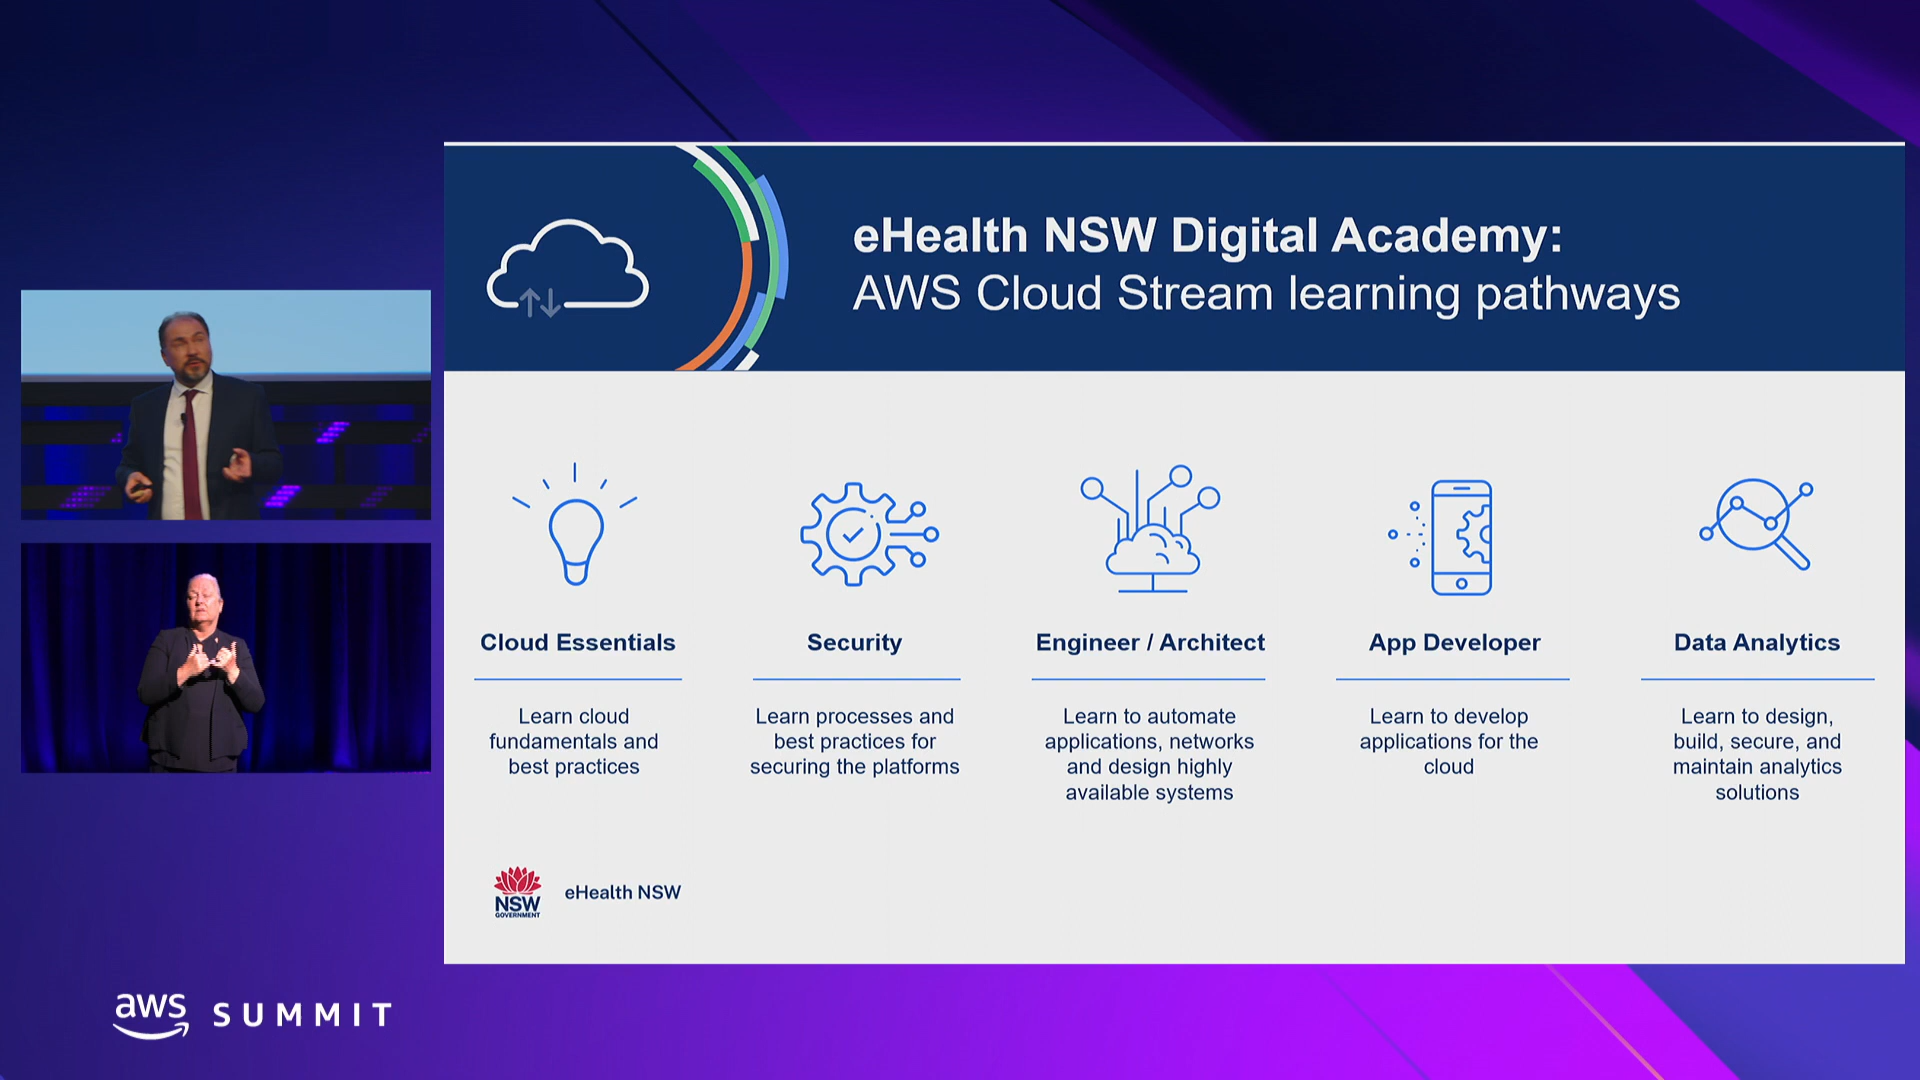 eHealth NSW Digital Academy:
AWS Cloud Stream learning pathways
Cloud Essentials
Learn cloud
fundamentals and
best practices
Security
Learn processes and
best practices for
securing the platforms
Engineer / Architect
Learn to automate
applications, networks
and design highly
available systems
App Developer
Learn to develop
applications for the
cloud
Data Analytics
Learn to design,
build, secure, and
maintain analytics
solutions
NSW
GOVERNMENT
eHealth NSW
aws SUMMIT